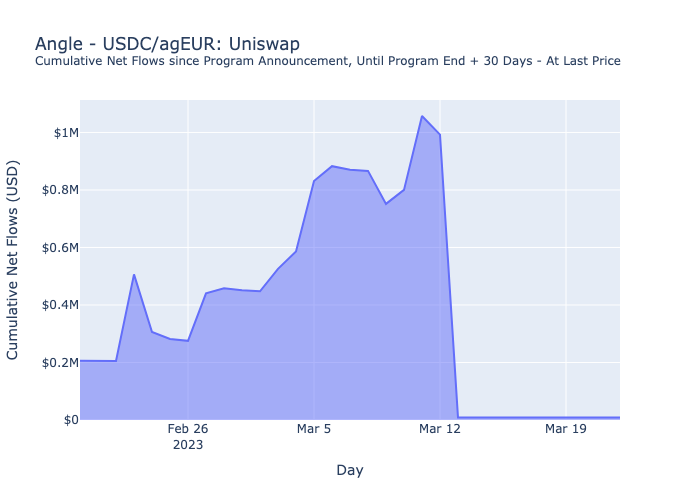 Angle - USDC/agEUR: Uniswap
Cumulative Net Flows since Program Announcement, Until Program End + 30 Days - At Last Price
Cumulative Net Flows (USD)
$1M
$0.8M
$0.6M
$0.4M
$0.2M
$0
Feb 26
2023
Mar 5
Mar 12
Mar 19
Day